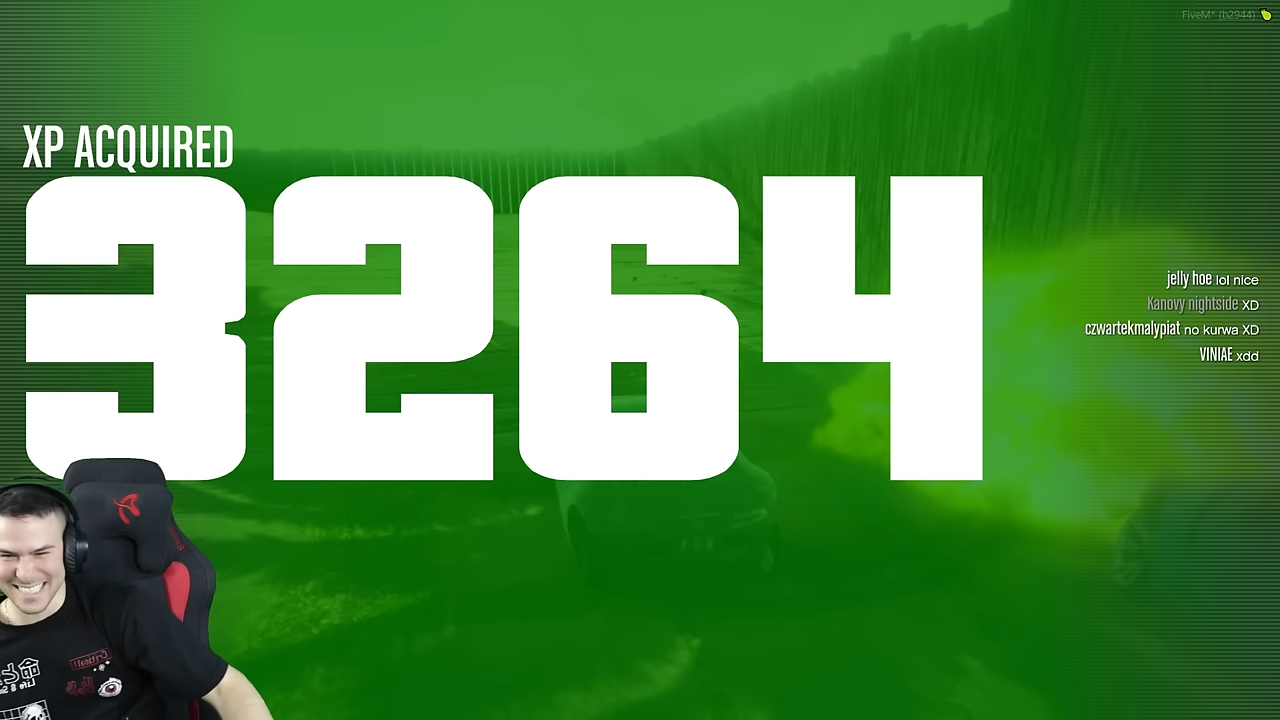 FiveM* (b2944)
XP ACQUIRED
3264
jelly hoe lol nice
Kanovy nightside XD
czwartekmalypiat no kurwa XD
VINIAE xdd